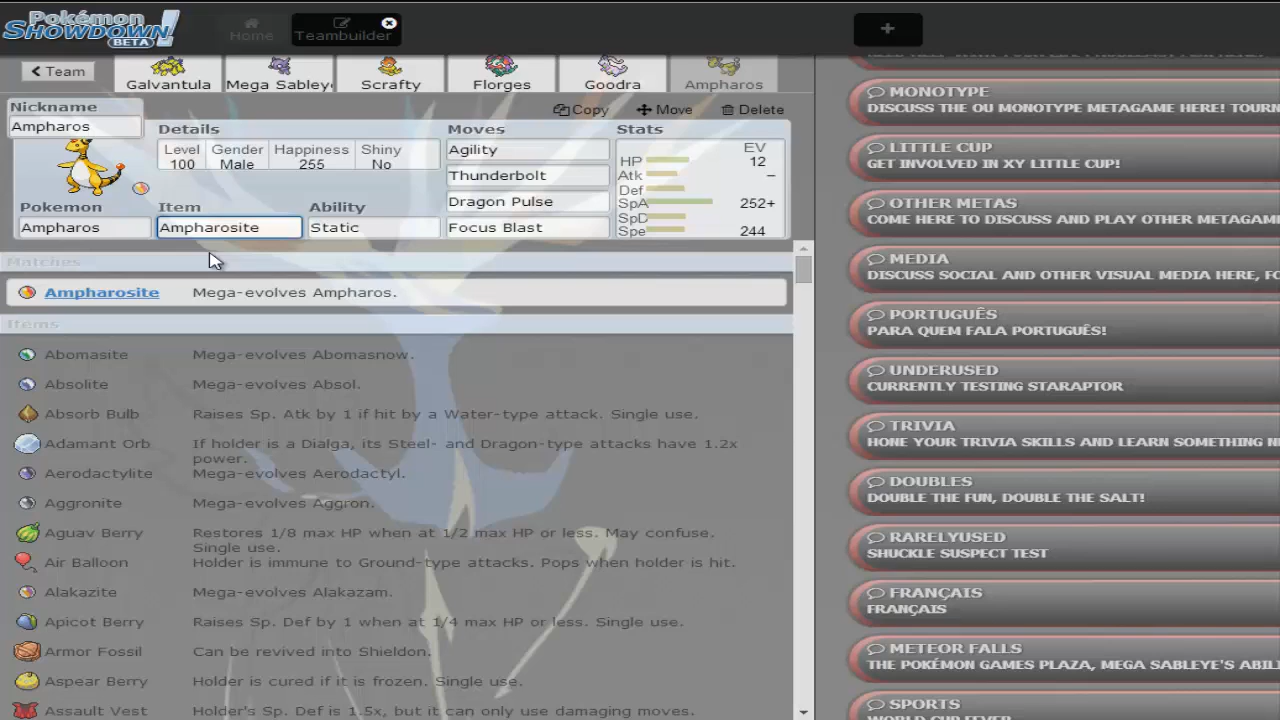 Pokémon
SHOWDOWN!
BETA
Home
Teambuilder
+
Team
Galvantula
Mega Sabley
Scrafty
Florges
Goodra
Ampharos
Nickname
Ampharos
Copy
Move
Delete
Details
Level
100
Gender
Male
Happiness
255
Shiny
No
Moves
Agility
Thunderbolt
Dragon Pulse
Focus Blast
Stats
EV
HP 12
Atk –
Def
SpA 252+
SpD
Spe 244
Pokemon
Ampharos
Item
Ampharosite
Ability
Static
Matches
Ampharosite Mega-evolves Ampharos.
Items
Abomasite Mega-evolves Abomasnow.
Absolite Mega-evolves Absol.
Absorb Bulb Raises Sp. Atk by 1 if hit by a Water-type attack. Single use.
Adamant Orb If holder is a Dialga, its Steel- and Dragon-type attacks have 1.2x
power.
Aerodactylite Mega-evolves Aerodactyl.
Aggronite Mega-evolves Aggron.
Aguav Berry Restores 1/8 max HP when at 1/2 max HP or less. May confuse.
Single use.
Air Balloon Holder is immune to Ground-type attacks. Pops when holder is hit.
Alakazite Mega-evolves Alakazam.
Apicot Berry Raises Sp. Def by 1 when at 1/4 max HP or less. Single use.
Armor Fossil Can be revived into Shieldon.
Aspear Berry Holder is cured if it is frozen. Single use.
Assault Vest Holder's Sp. Def is 1.5x, but it can only use damaging moves.
MONOTYPE
DISCUSS THE OU MONOTYPE METAGAME HERE! TOURN
LITTLE CUP
GET INVOLVED IN XY LITTLE CUP!
OTHER METAS
COME HERE TO DISCUSS AND PLAY OTHER METAGAM
MEDIA
DISCUSS SOCIAL AND OTHER VISUAL MEDIA HERE, FO
PORTUGUÊS
PARA QUEM FALA PORTUGUÊS!
UNDERUSED
CURRENTLY TESTING STARAPTOR
TRIVIA
HONE YOUR TRIVIA SKILLS AND LEARN SOMETHING NE
DOUBLES
DOUBLE THE FUN, DOUBLE THE SALT!
RARELYUSED
SHUCKLE SUSPECT TEST
FRANÇAIS
FRANÇAIS
METEOR FALLS
THE POKÉMON GAMES PLAZA, MEGA SABLEYE'S ABILI
SPORTS
WORLD CUP FEVER